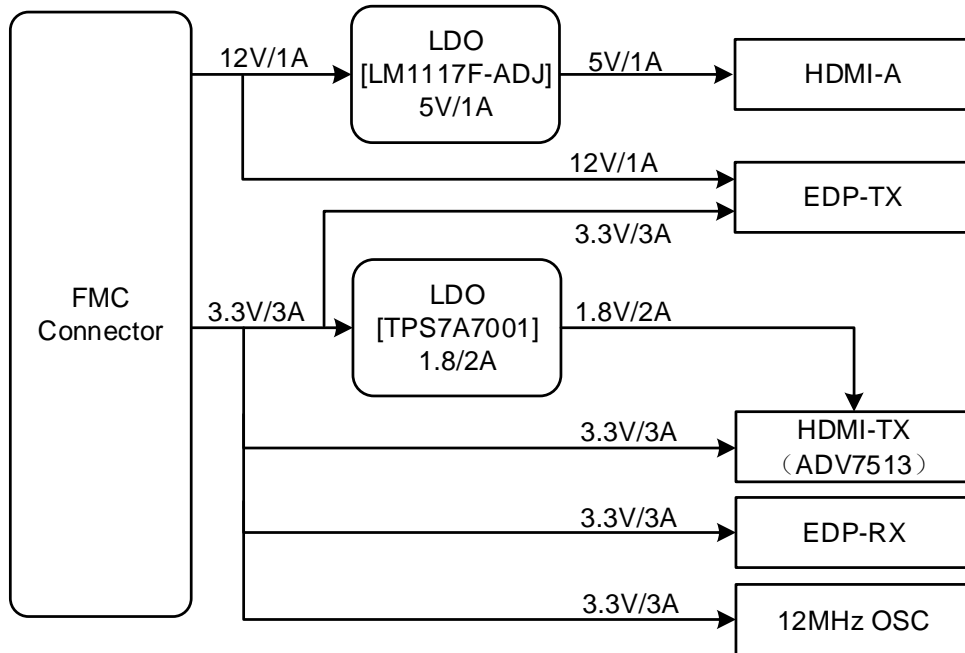 FMC
Connector
12V/1A
LDO
[LM1117F-ADJ]
5V/1A
5V/1A
HDMI-A
12V/1A
EDP-TX
3.3V/3A
3.3V/3A
LDO
[TPS7A7001]
1.8/2A
1.8V/2A
3.3V/3A
HDMI-TX
（ADV7513）
3.3V/3A
EDP-RX
3.3V/3A
12MHz OSC